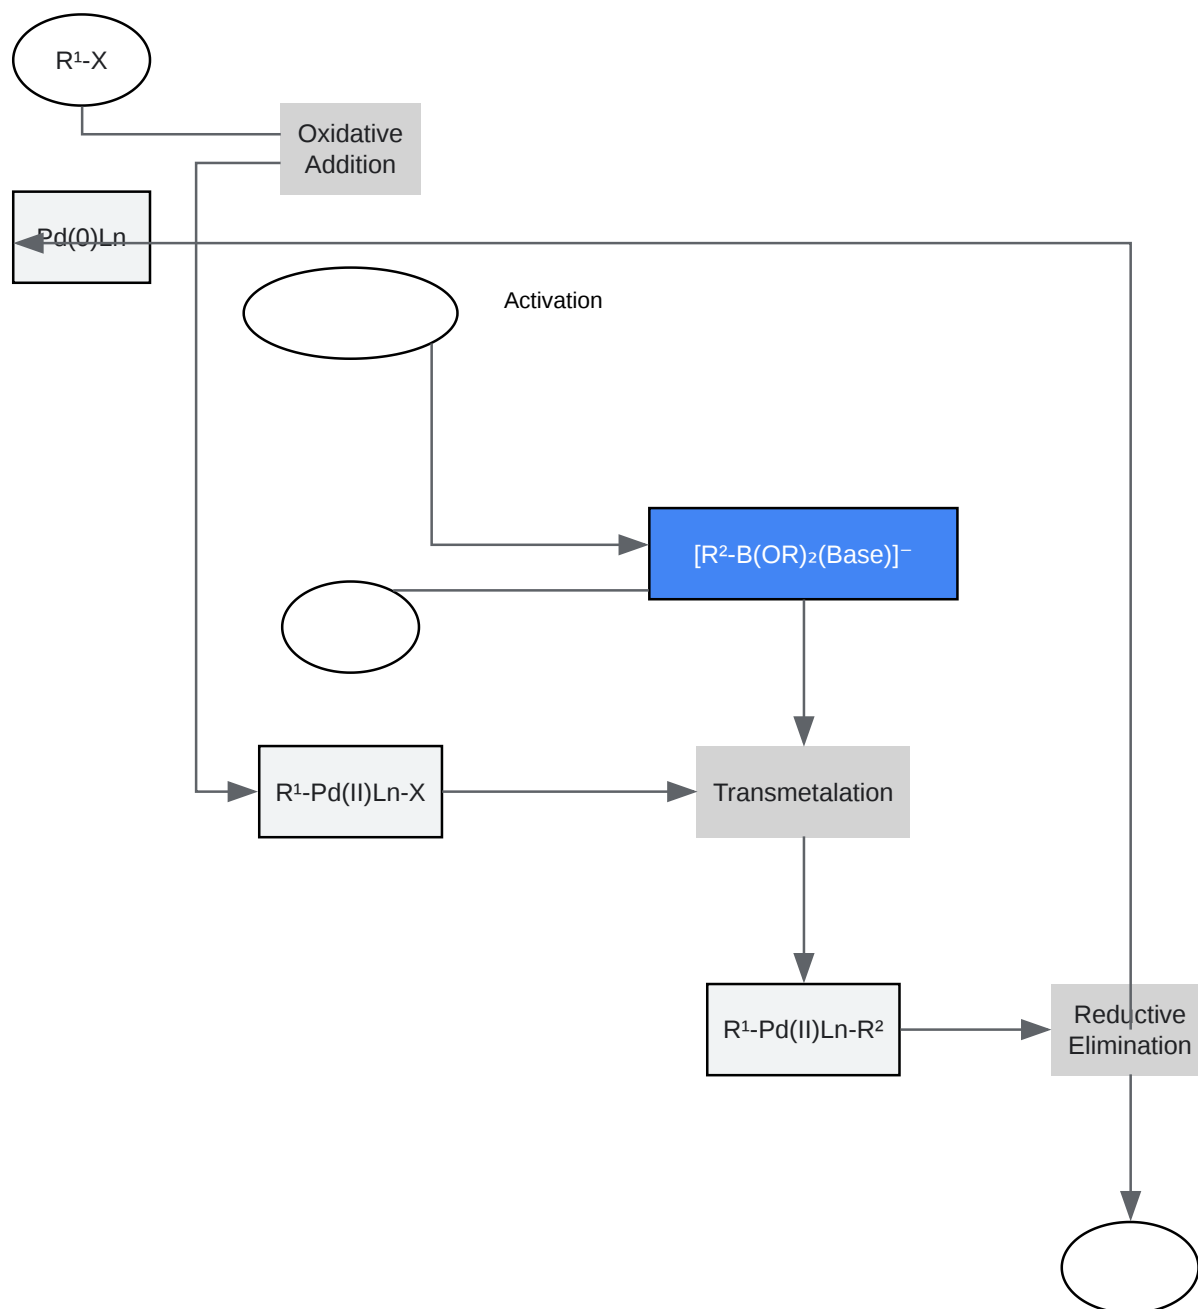 R¹-X
Oxidative
Addition
Pd(0)Ln
Activation
[R²-B(OR)₂(Base)]⁻
R¹-Pd(II)Ln-X
Transmetalation
R¹-Pd(II)Ln-R²
Reductive
Elimination